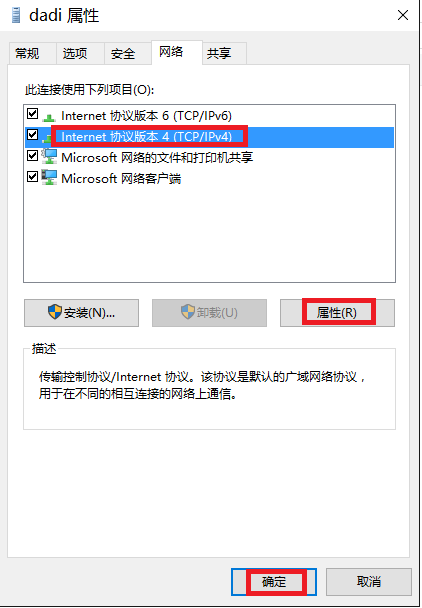 dadi 属性
常规 选项 安全 网络 共享
此连接使用下列项目(O):
Internet 协议版本 6 (TCP/IPv6)
Internet 协议版本 4 (TCP/IPv4)
Microsoft 网络的文件和打印机共享
Microsoft 网络客户端
安装(N)... 卸载(U) 属性(R)
描述
传输控制协议/Internet 协议。该协议是默认的广域网络协议，
用于在不同的相互连接的网络上通信。
确定 取消